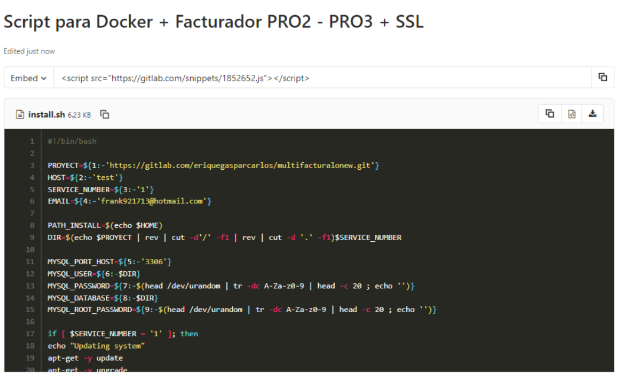 Script para Docker + Facturador PRO2 - PRO3 + SSL
Edited just now
Embed <script src="https://gitlab.com/snippets/1852652.js"></script>
install.sh 6.23 KB
1 #!/bin/bash
2
3 PROYECT=${1:-'https://gitlab.com/eriquegasparcarlos/multifacturalonew.git'}
4 HOST=${2:-'test'}
5 SERVICE_NUMBER=${3:-'1'}
6 EMAIL=${4:-'frank921713@hotmail.com'}
7
8 PATH_INSTALL=$(echo $HOME)
9 DIR=$(echo $PROYECT | rev | cut -d'/' -f1 | rev | cut -d '.' -f1)$SERVICE_NUMBER
10
11 MYSQL_PORT_HOST=${5:-'3306'}
12 MYSQL_USER=${6:-$DIR}
13 MYSQL_PASSWORD=${7:-$(head /dev/urandom | tr -dc A-Za-z0-9 | head -c 20 ; echo '')}
14 MYSQL_DATABASE=${8:-$DIR}
15 MYSQL_ROOT_PASSWORD=${9:-$(head /dev/urandom | tr -dc A-Za-z0-9 | head -c 20 ; echo '')}
16
17 if [ $SERVICE_NUMBER = '1' ]; then
18 echo "Updating system"
19 apt-get -y update
20 apt-get -y upgrade